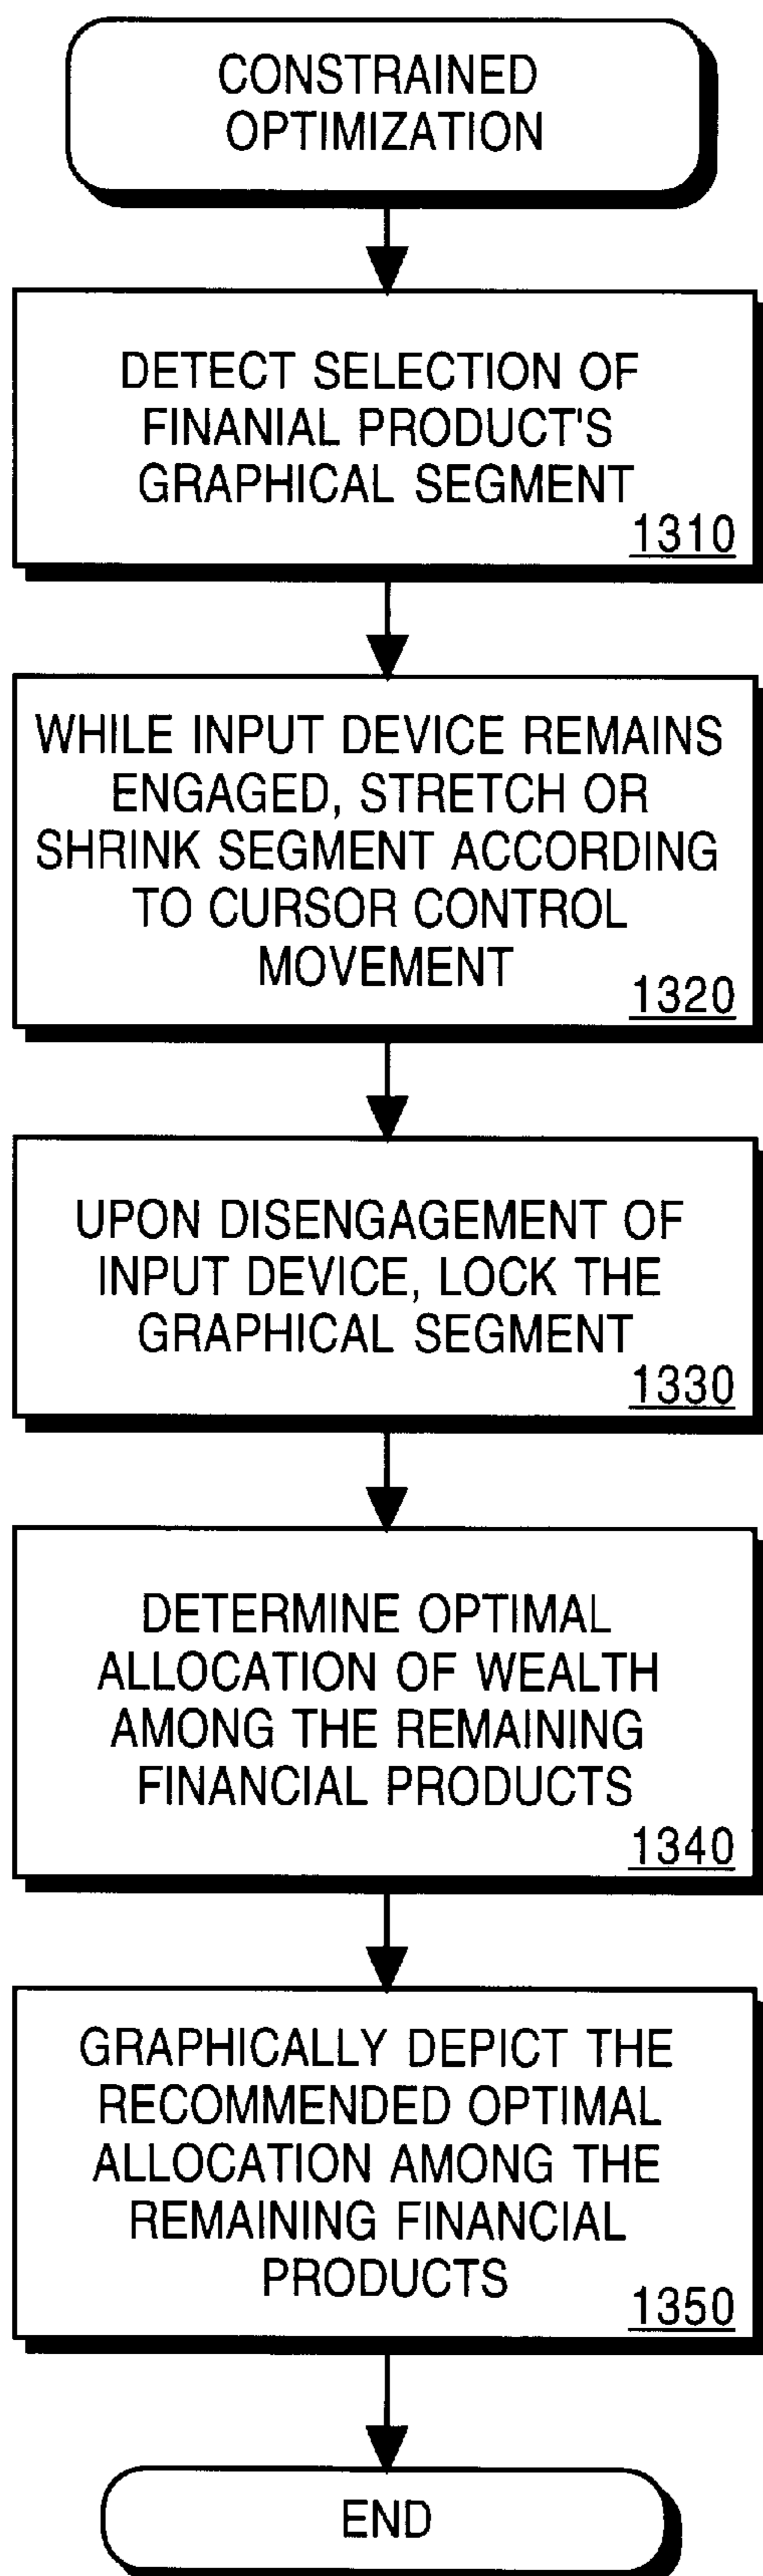 CONSTRAINED
OPTIMIZATION
DETECT SELECTION OF
FINANIAL PRODUCT'S
GRAPHICAL SEGMENT
1310
WHILE INPUT DEVICE REMAINS
ENGAGED, STRETCH OR
SHRINK SEGMENT ACCORDING
TO CURSOR CONTROL
MOVEMENT
1320
UPON DISENGAGEMENT OF
INPUT DEVICE, LOCK THE
GRAPHICAL SEGMENT
1330
DETERMINE OPTIMAL
ALLOCATION OF WEALTH
AMONG THE REMAINING
FINANCIAL PRODUCTS
1340
GRAPHICALLY DEPICT THE
RECOMMENDED OPTIMAL
ALLOCATION AMONG THE
REMAINING FINANCIAL
PRODUCTS
1350
END